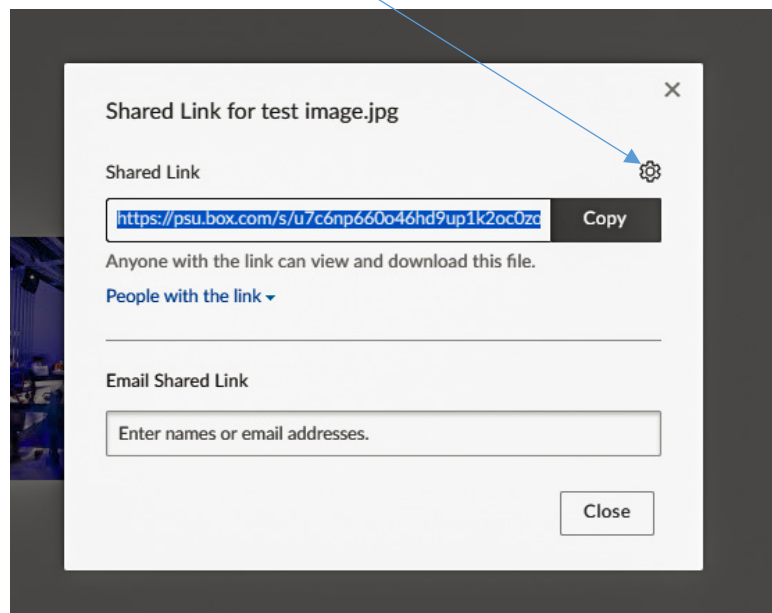 Shared Link for test image.jpg
Shared Link
https://psu.box.com/s/u7c6np660o46hd9up1k2oc0zo
Copy
Anyone with the link can view and download this file.
People with the link
Email Shared Link
Enter names or email addresses.
Close